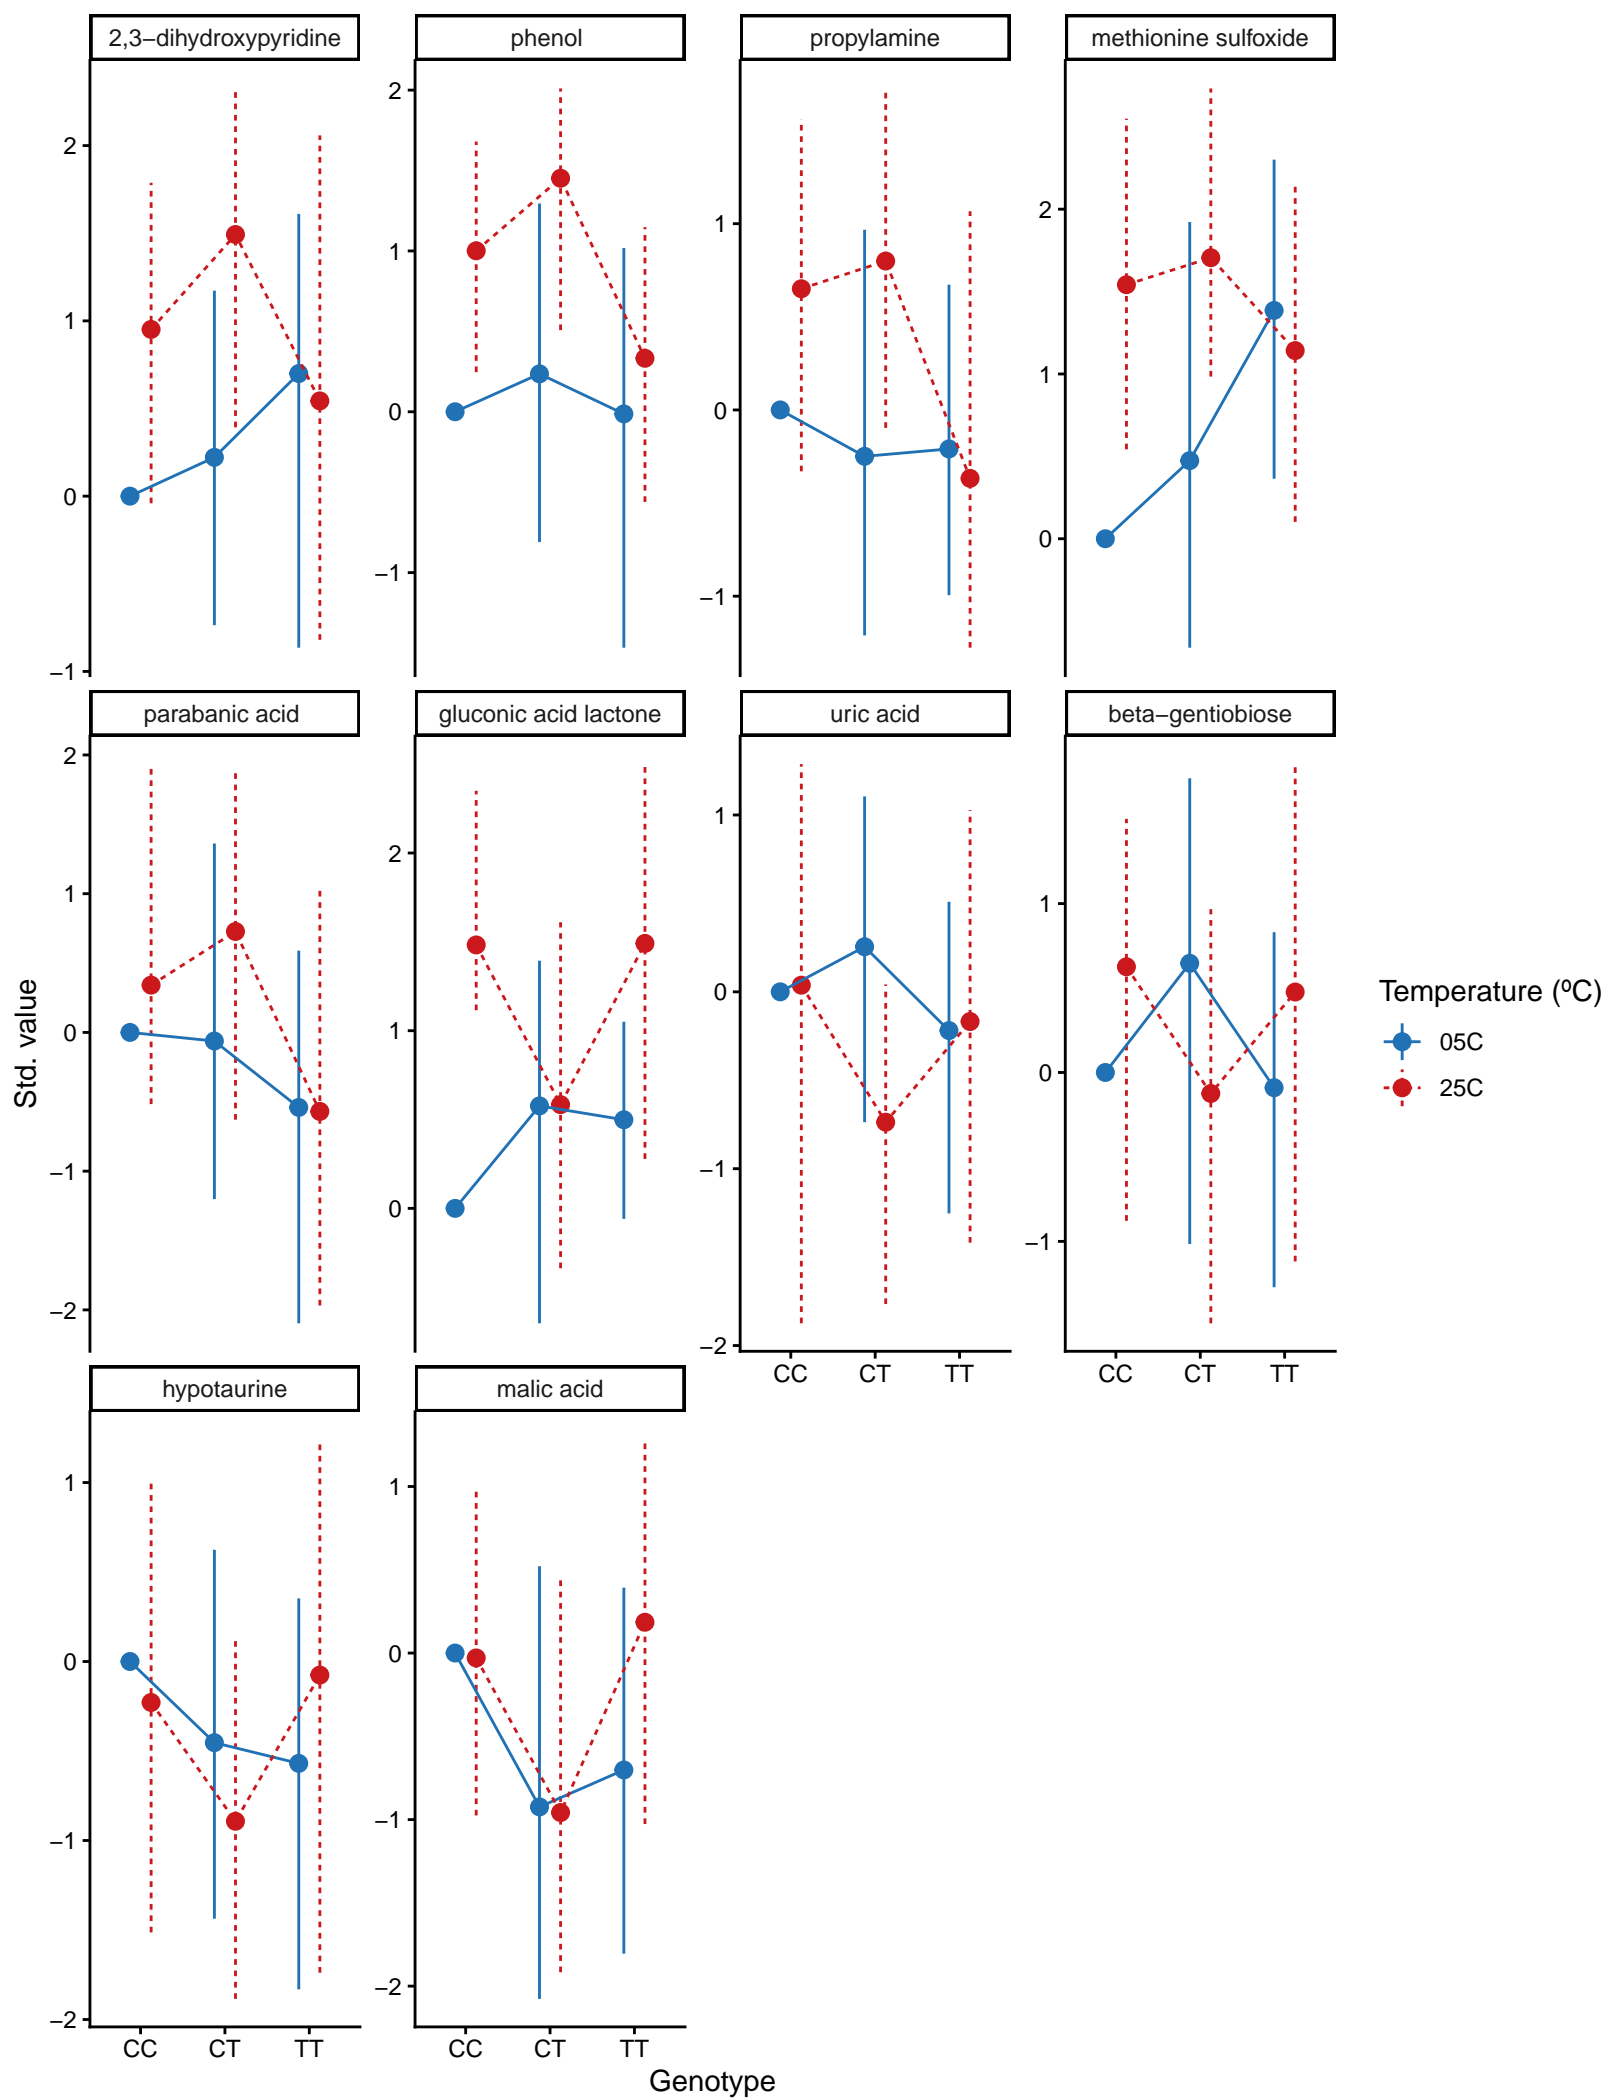 2,3−dihydroxypyridine
phenol
propylamine
methionine sulfoxide
2
1
0
−1
2
1
0
−1
1
0
−1
2
1
0
parabanic acid
gluconic acid lactone
uric acid
beta−gentiobiose
2
1
0
−1
−2
2
1
0
1
0
−1
−2
1
0
−1
CC CT TT
CC CT TT
hypotaurine
malic acid
1
0
−1
−2
1
0
−1
−2
CC CT TT
CC CT TT
Std. value
Genotype
Temperature (ºC)
05C
25C